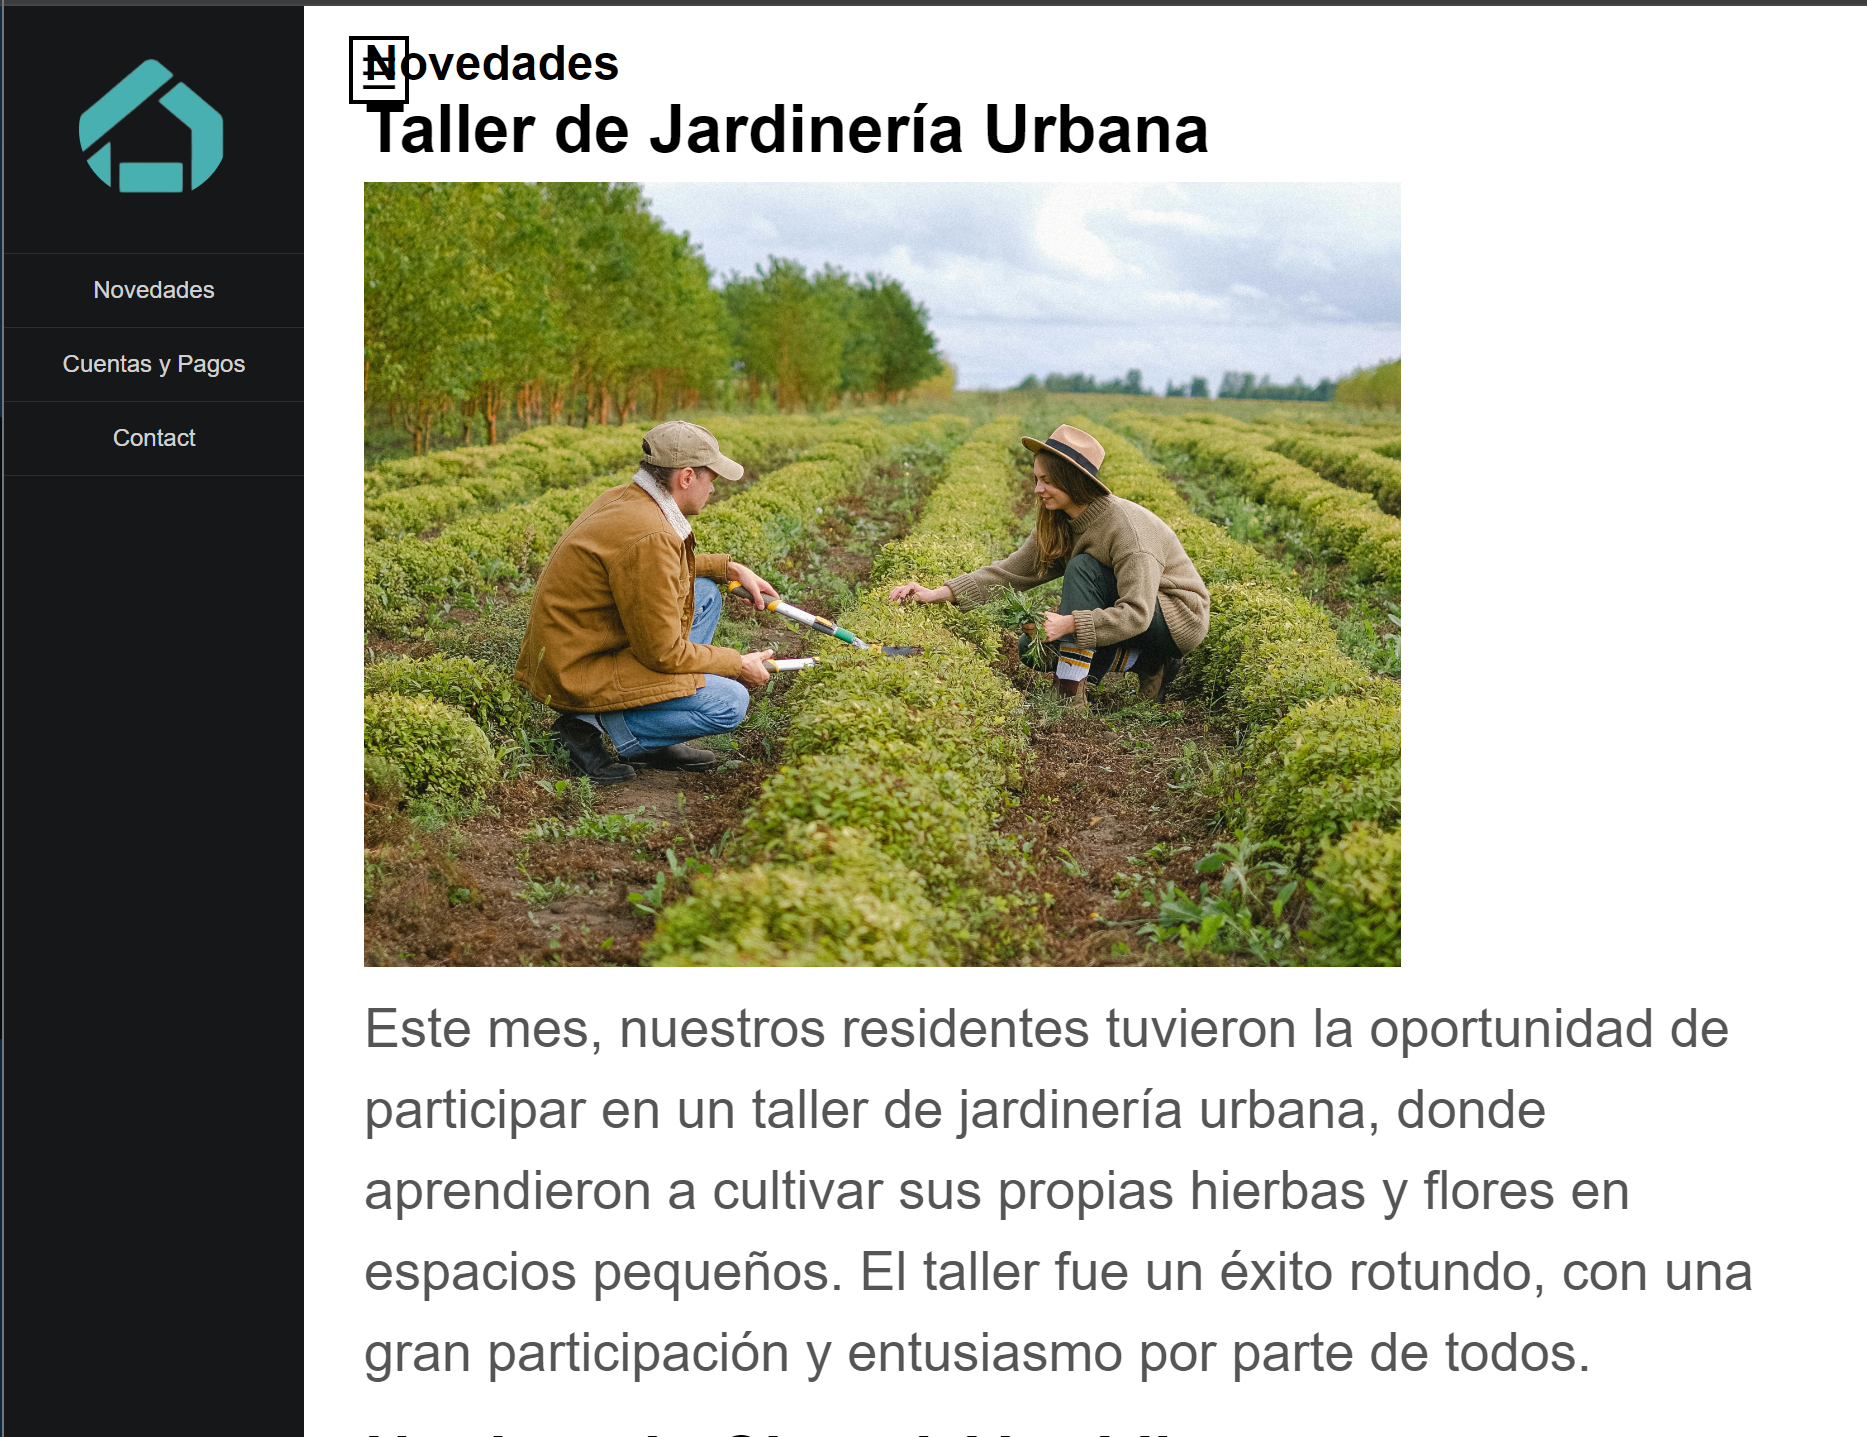 Novedades
Cuentas y Pagos
Contact
Novedades
Taller de Jardinería Urbana
Este mes, nuestros residentes tuvieron la oportunidad de
participar en un taller de jardinería urbana, donde
aprendieron a cultivar sus propias hierbas y flores en
espacios pequeños. El taller fue un éxito rotundo, con una
gran participación y entusiasmo por parte de todos.